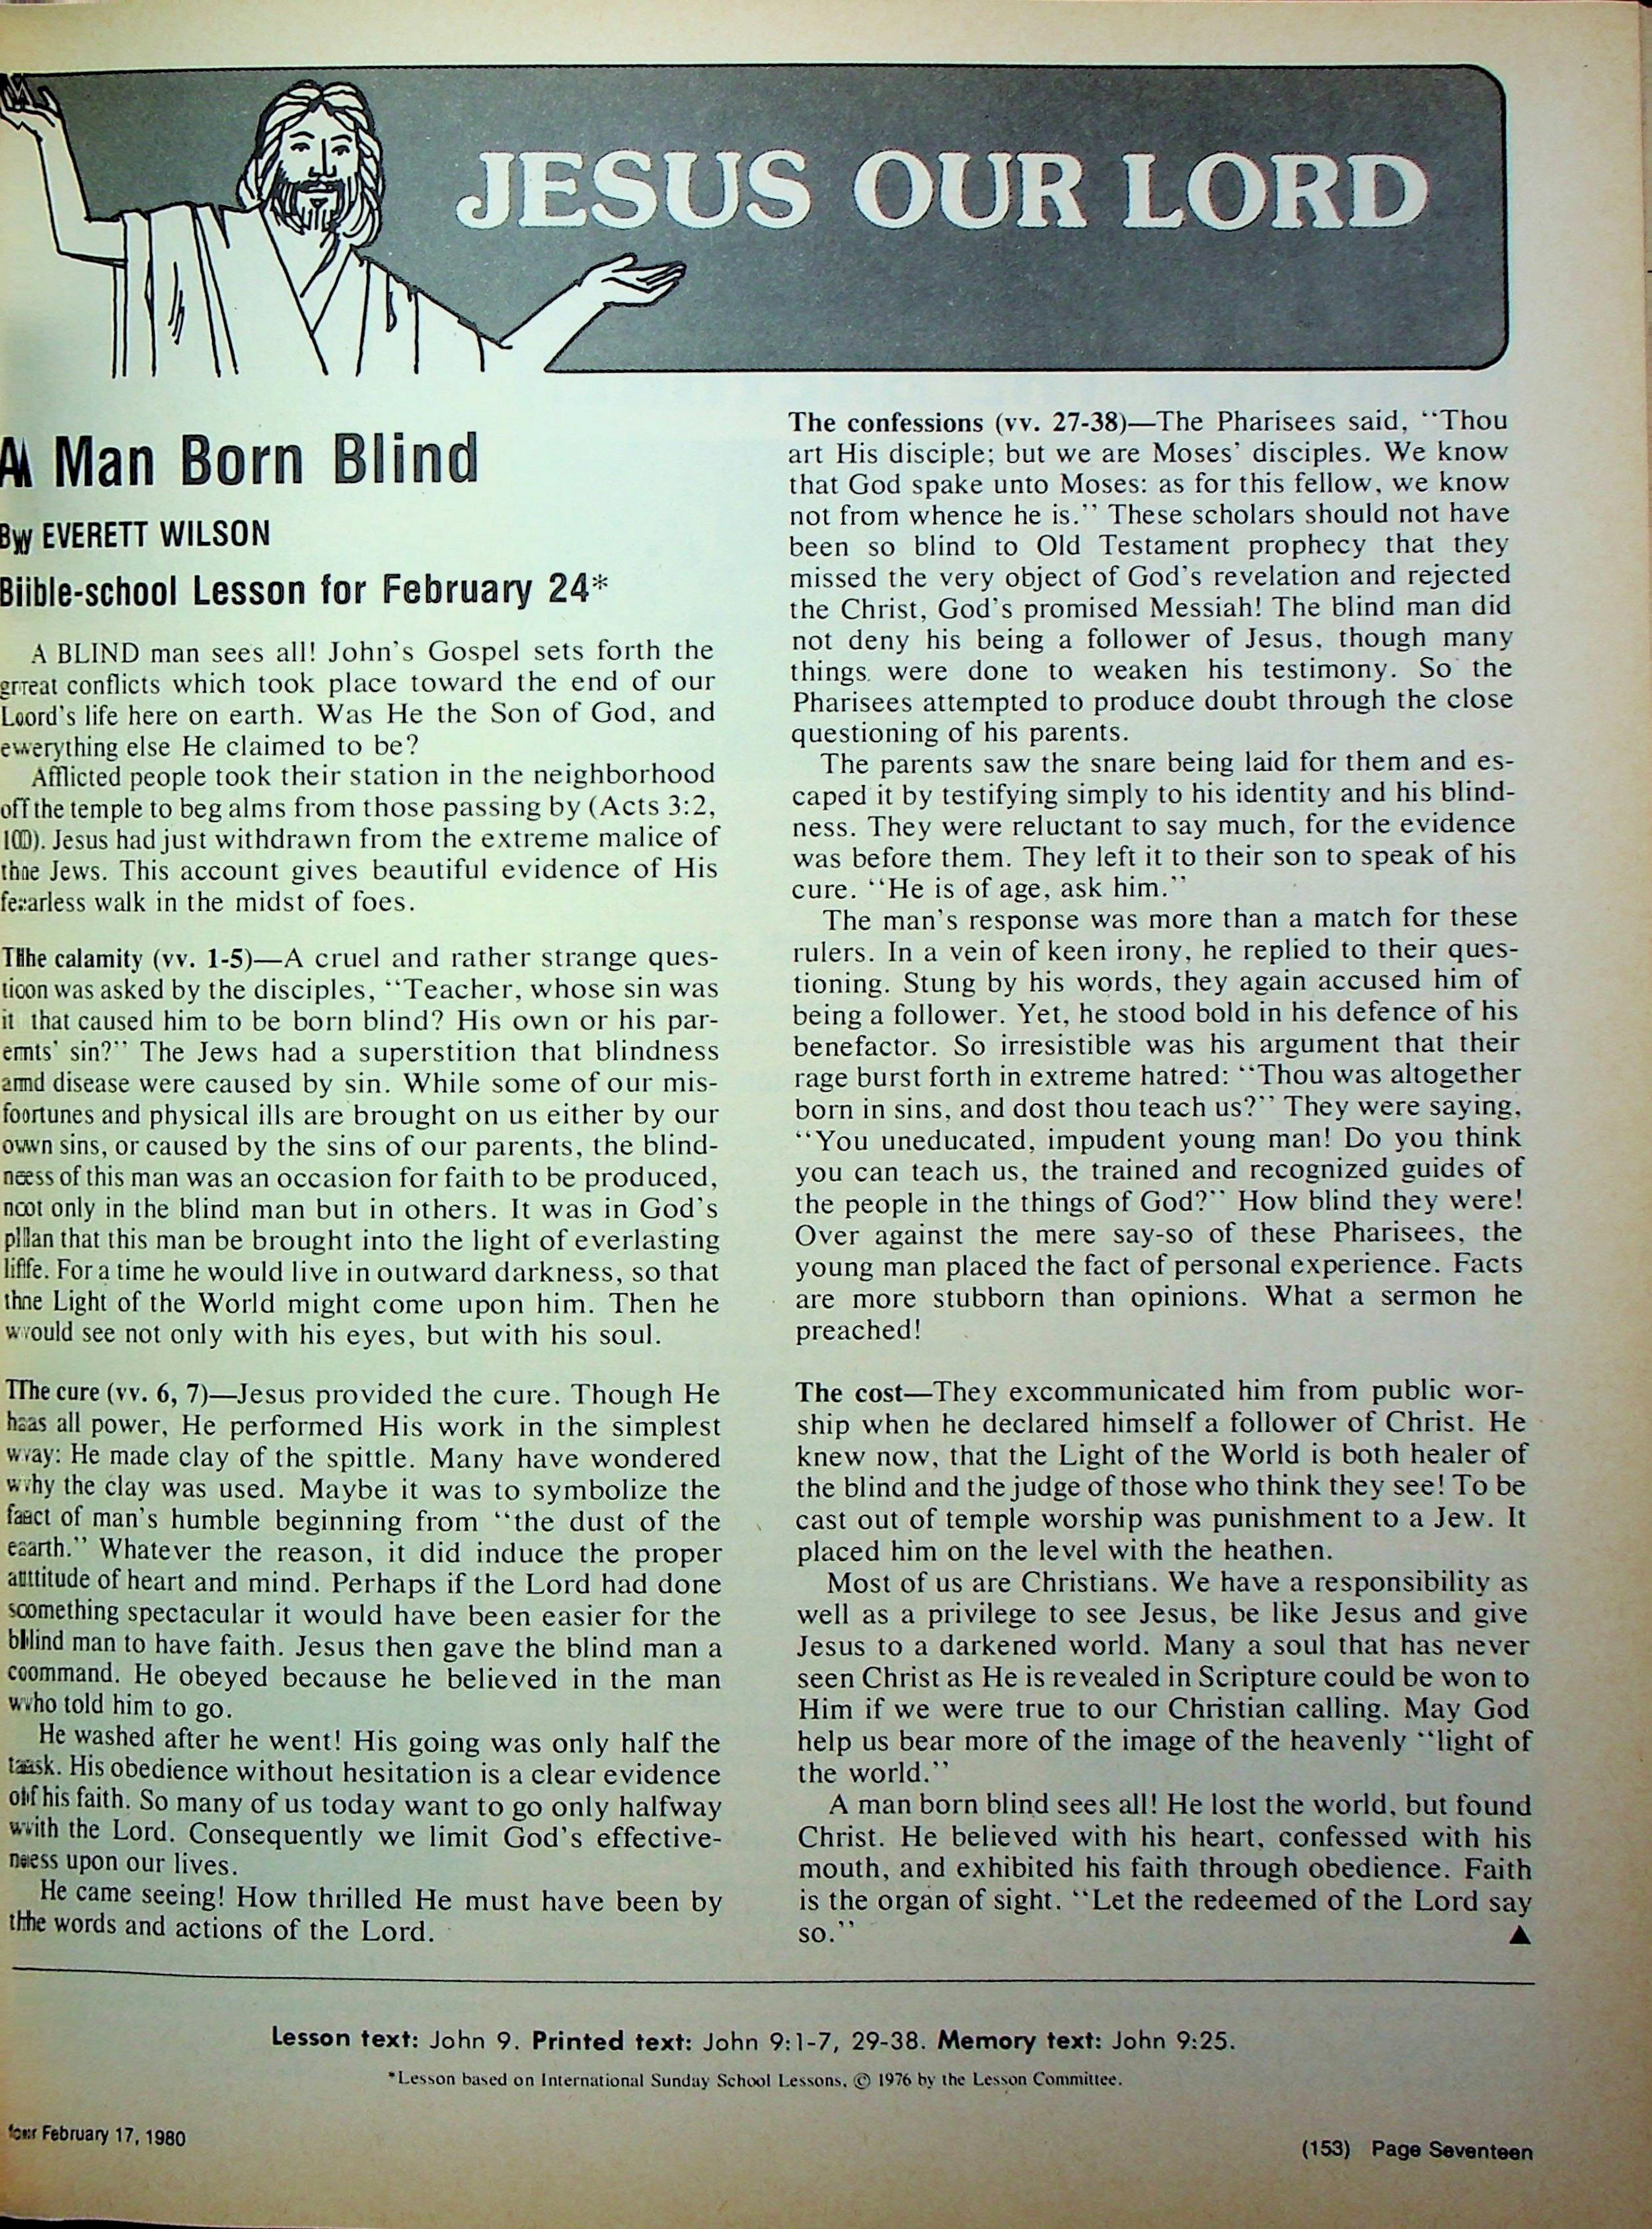 JESUS OUR LORD
A Man Born Blind
By EVERETT WILSON
Bible-school Lesson for February 24*
A BLIND man sees all! John's Gospel sets forth the
great conflicts which took place toward the end of our
Lord's life here on earth. Was He the Son of God, and
everything else He claimed to be?
Afflicted people took their station in the neighborhood
of the temple to beg alms from those passing by (Acts 3:2,
10). Jesus had just withdrawn from the extreme malice of
the Jews. This account gives beautiful evidence of His
fearless walk in the midst of foes.
The calamity (vv. 1-5)—A cruel and rather strange ques-
tion was asked by the disciples, "Teacher, whose sin was
it that caused him to be born blind? His own or his par-
ents' sin?" The Jews had a superstition that blindness
and disease were caused by sin. While some of our mis-
fortunes and physical ills are brought on us either by our
own sins, or caused by the sins of our parents, the blind-
ness of this man was an occasion for faith to be produced,
not only in the blind man but in others. It was in God's
plan that this man be brought into the light of everlasting
life. For a time he would live in outward darkness, so that
the Light of the World might come upon him. Then he
would see not only with his eyes, but with his soul.
The cure (vv. 6, 7)—Jesus provided the cure. Though He
has all power, He performed His work in the simplest
way: He made clay of the spittle. Many have wondered
why the clay was used. Maybe it was to symbolize the
fact of man's humble beginning from "the dust of the
earth." Whatever the reason, it did induce the proper
attitude of heart and mind. Perhaps if the Lord had done
something spectacular it would have been easier for the
blind man to have faith. Jesus then gave the blind man a
command. He obeyed because he believed in the man
who told him to go.
He washed after he went! His going was only half the
task. His obedience without hesitation is a clear evidence
of his faith. So many of us today want to go only halfway
with the Lord. Consequently we limit God's effective-
ness upon our lives.
He came seeing! How thrilled He must have been by
the words and actions of the Lord.
The confessions (vv. 27-38)—The Pharisees said, "Thou
art His disciple; but we are Moses' disciples. We know
that God spake unto Moses: as for this fellow, we know
not from whence he is." These scholars should not have
been so blind to Old Testament prophecy that they
missed the very object of God's revelation and rejected
the Christ, God's promised Messiah! The blind man did
not deny his being a follower of Jesus, though many
things were done to weaken his testimony. So the
Pharisees attempted to produce doubt through the close
questioning of his parents.
The parents saw the snare being laid for them and es-
caped it by testifying simply to his identity and his blind-
ness. They were reluctant to say much, for the evidence
was before them. They left it to their son to speak of his
cure. "He is of age, ask him."
The man's response was more than a match for these
rulers. In a vein of keen irony, he replied to their ques-
tioning. Stung by his words, they again accused him of
being a follower. Yet, he stood bold in his defence of his
benefactor. So irresistible was his argument that their
rage burst forth in extreme hatred: "Thou was altogether
born in sins, and dost thou teach us?" They were saying,
"You uneducated, impudent young man! Do you think
you can teach us, the trained and recognized guides of
the people in the things of God?" How blind they were!
Over against the mere say-so of these Pharisees, the
young man placed the fact of personal experience. Facts
are more stubborn than opinions. What a sermon he
preached!
The cost—They excommunicated him from public wor-
ship when he declared himself a follower of Christ. He
knew now, that the Light of the World is both healer of
the blind and the judge of those who think they see! To be
cast out of temple worship was punishment to a Jew. It
placed him on the level with the heathen.
Most of us are Christians. We have a responsibility as
well as a privilege to see Jesus, be like Jesus and give
Jesus to a darkened world. Many a soul that has never
seen Christ as He is revealed in Scripture could be won to
Him if we were true to our Christian calling. May God
help us bear more of the image of the heavenly "light of
the world."
A man born blind sees all! He lost the world, but found
Christ. He believed with his heart, confessed with his
mouth, and exhibited his faith through obedience. Faith
is the organ of sight. "Let the redeemed of the Lord say
so." ▲
Lesson text: John 9. Printed text: John 9:1-7, 29-38. Memory text: John 9:25.
*Lesson based on International Sunday School Lessons, © 1976 by the Lesson Committee.
for February 17, 1980
(153) Page Seventeen